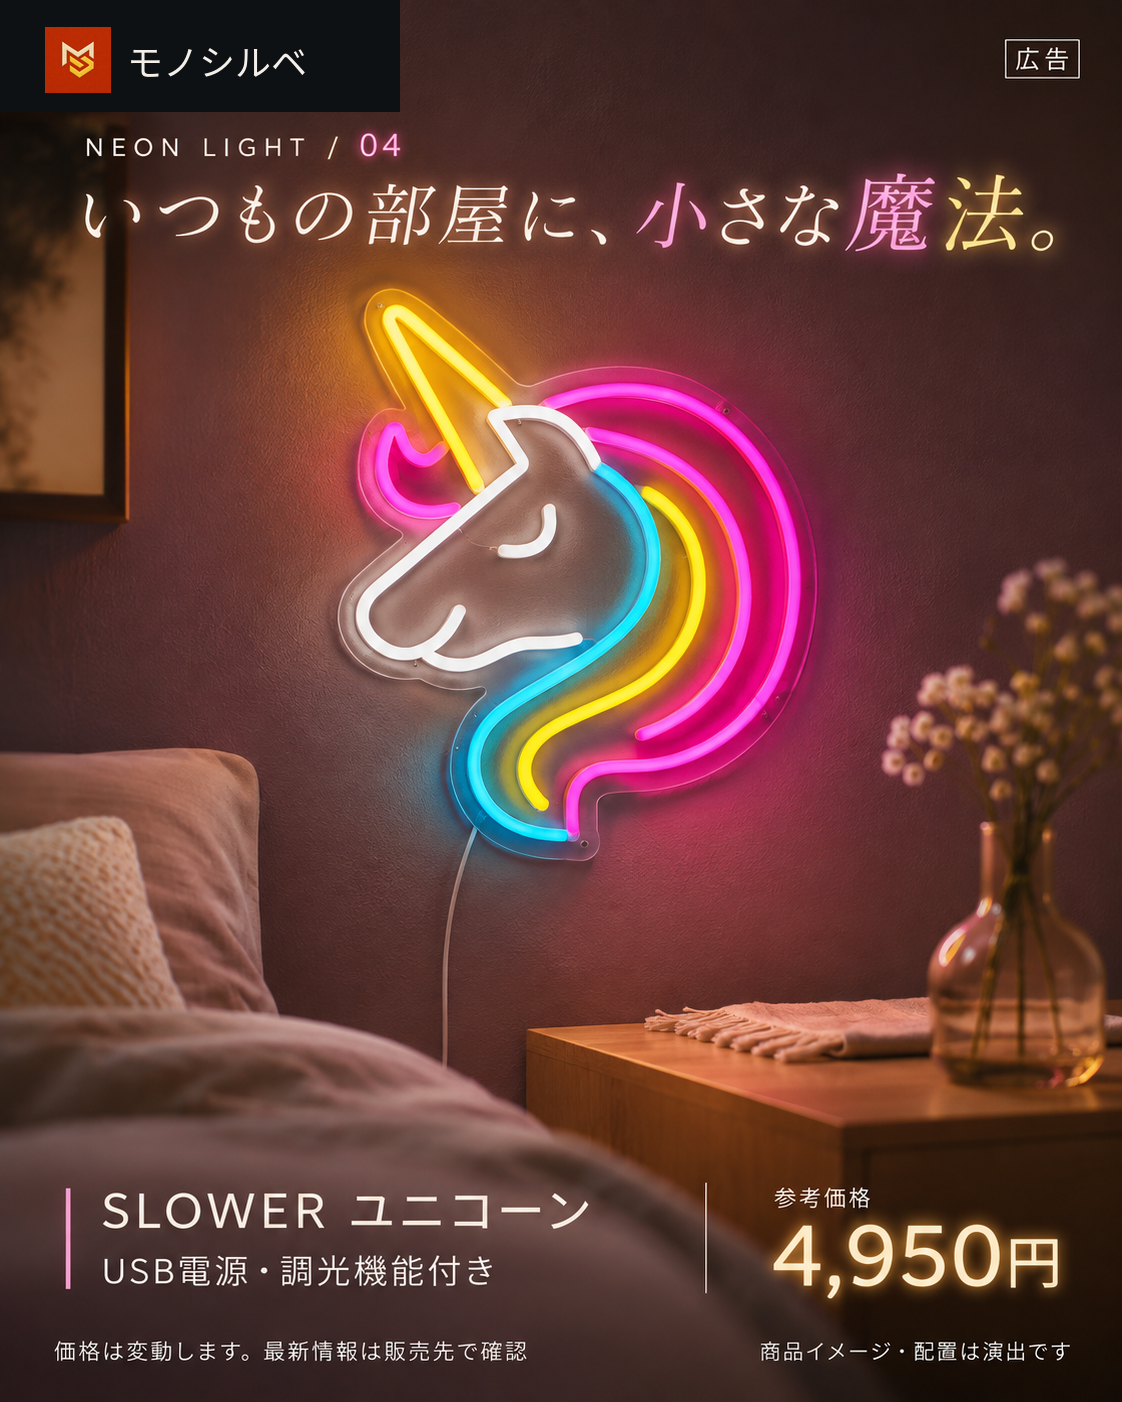 モノシルベ
広告
NEON LIGHT / 04
いつもの部屋に、小さな魔法。
SLOWER ユニコーン
USB電源・調光機能付き
参考価格
4,950円
価格は変動します。最新情報は販売先で確認
商品イメージ・配置は演出です